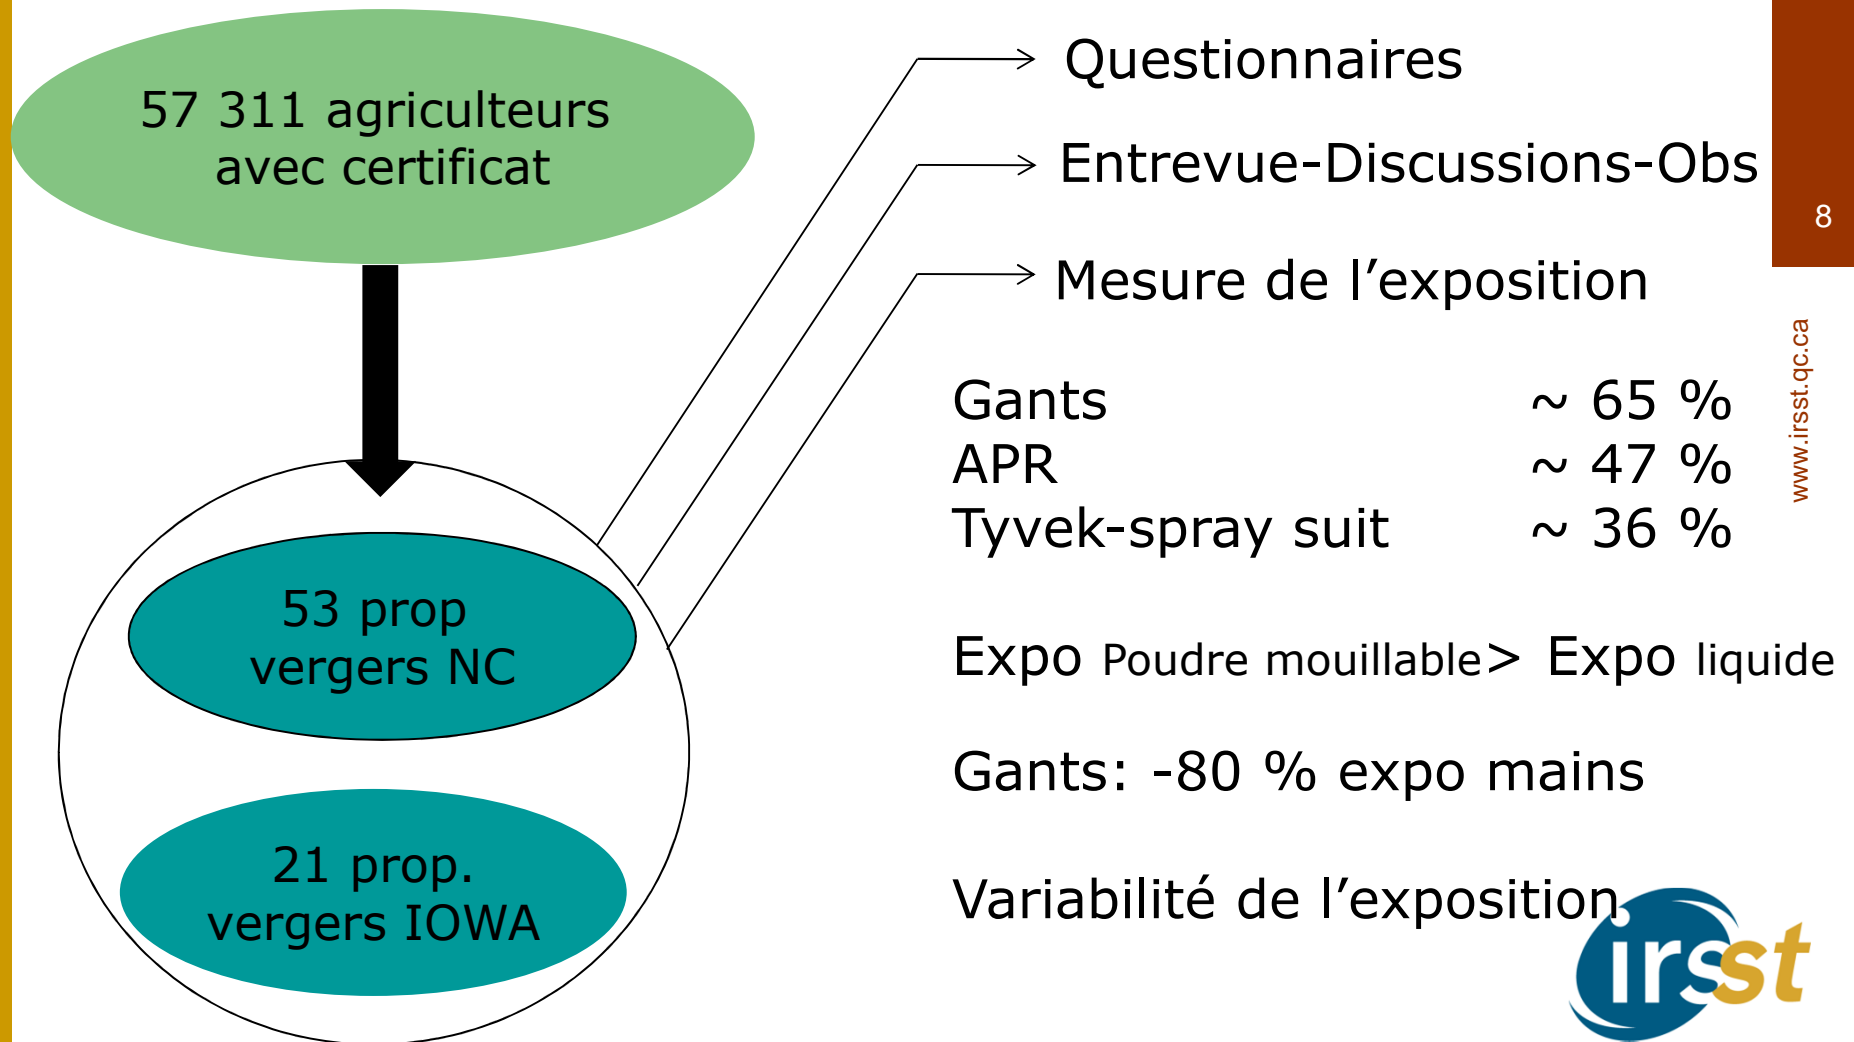 57 311 agriculteurs
avec certificat
53 prop
vergers NC
21 prop.
vergers IOWA
Questionnaires
Entrevue-Discussions-Obs
Mesure de l’exposition
Gants ~ 65 %
APR ~ 47 %
Tyvek-spray suit ~ 36 %
Expo Poudre mouillable> Expo liquide
Gants: -80 % expo mains
Variabilité de l’exposition
8
www.irsst.qc.ca
irsst